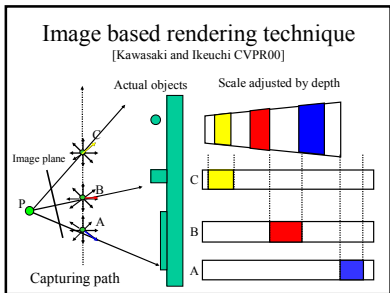 Image based rendering technique
[Kawasaki and Ikeuchi CVPR00]
Actual objects
Scale adjusted by depth
C
Image plane
B
P
A
Capturing path
C
B
A